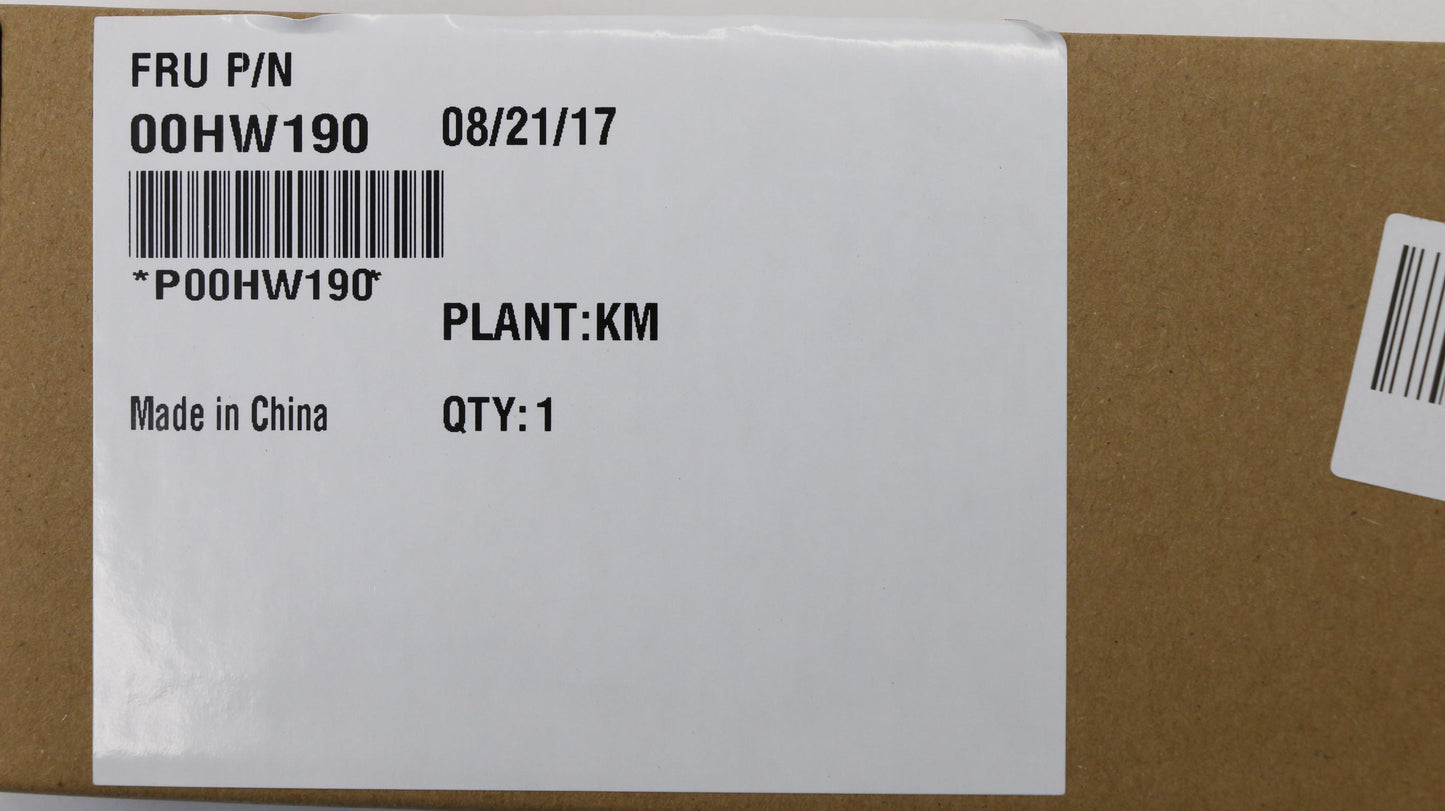 FRU P/N
00HW190 08/21/17
*P00HW190*
PLANT:KM
Made in China QTY: 1